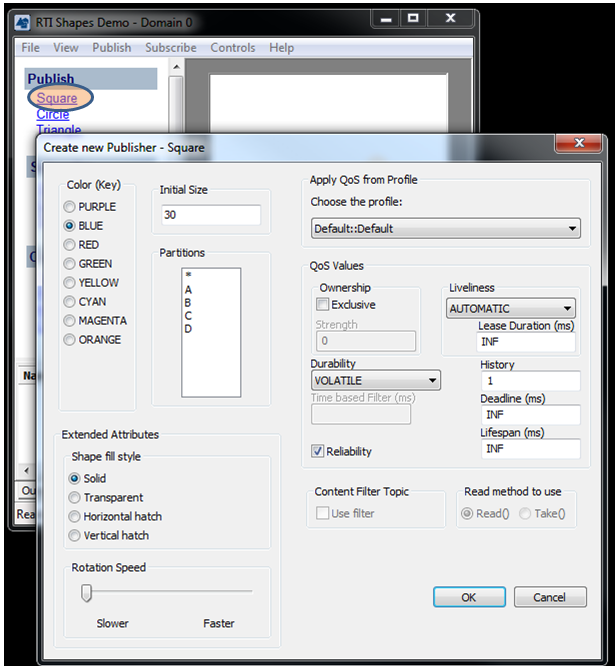 RTI Shapes Demo - Domain 0
File View Publish Subscribe Controls Help
Publish
Square
Circle
Triangle
Create new Publisher - Square
Color (Key)
PURPLE
BLUE
RED
GREEN
YELLOW
CYAN
MAGENTA
ORANGE
Initial Size
30
Partitions
*
A
B
C
D
Apply QoS from Profile
Choose the profile:
Default::Default
QoS Values
Ownership
Exclusive
Strength
0
Liveliness
AUTOMATIC
Lease Duration (ms)
INF
Durability
VOLATILE
Time based Filter (ms)
Reliability
History
1
Deadline (ms)
INF
Lifespan (ms)
INF
Extended Attributes
Shape fill style
Solid
Transparent
Horizontal hatch
Vertical hatch
Rotation Speed
Slower Faster
Content Filter Topic
Use filter
Read method to use
Read() Take()
OK Cancel
S
Na
Ou
Rea